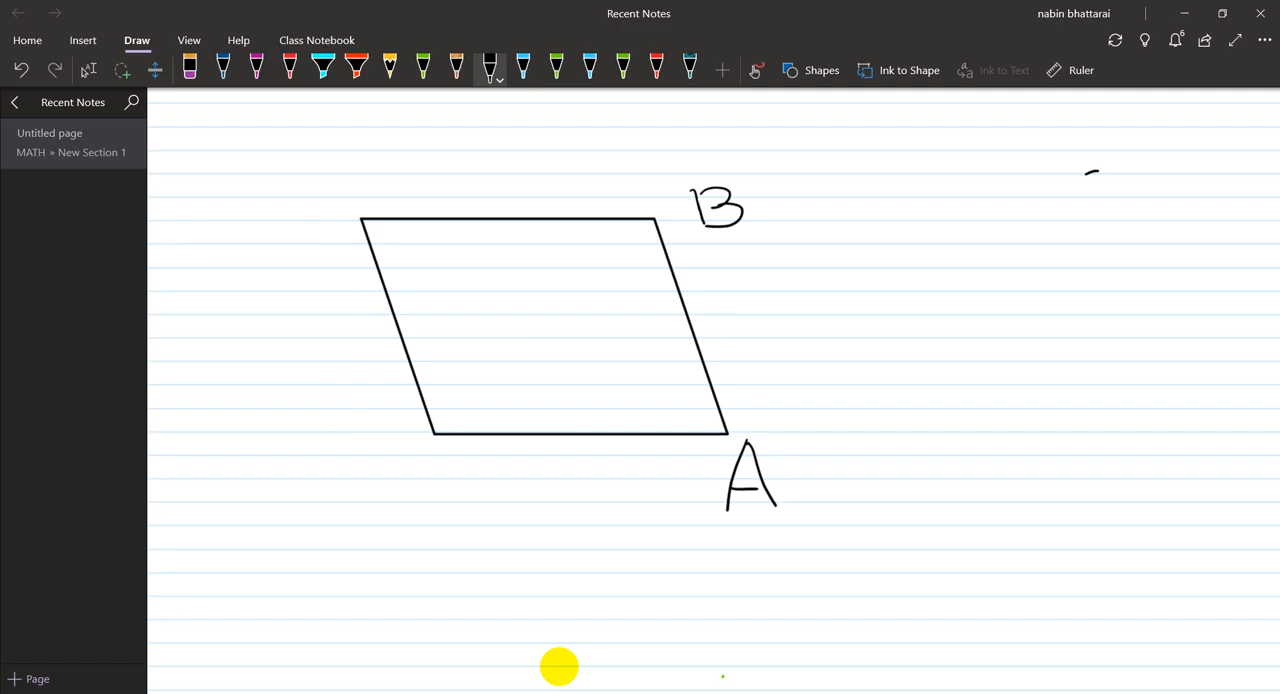 Recent Notes
nabin bhattarai
Home Insert Draw View Help Class Notebook
6
Shapes Ink to Shape Ink to Text Ruler
Recent Notes
Untitled page
MATH » New Section 1
B
A
Page